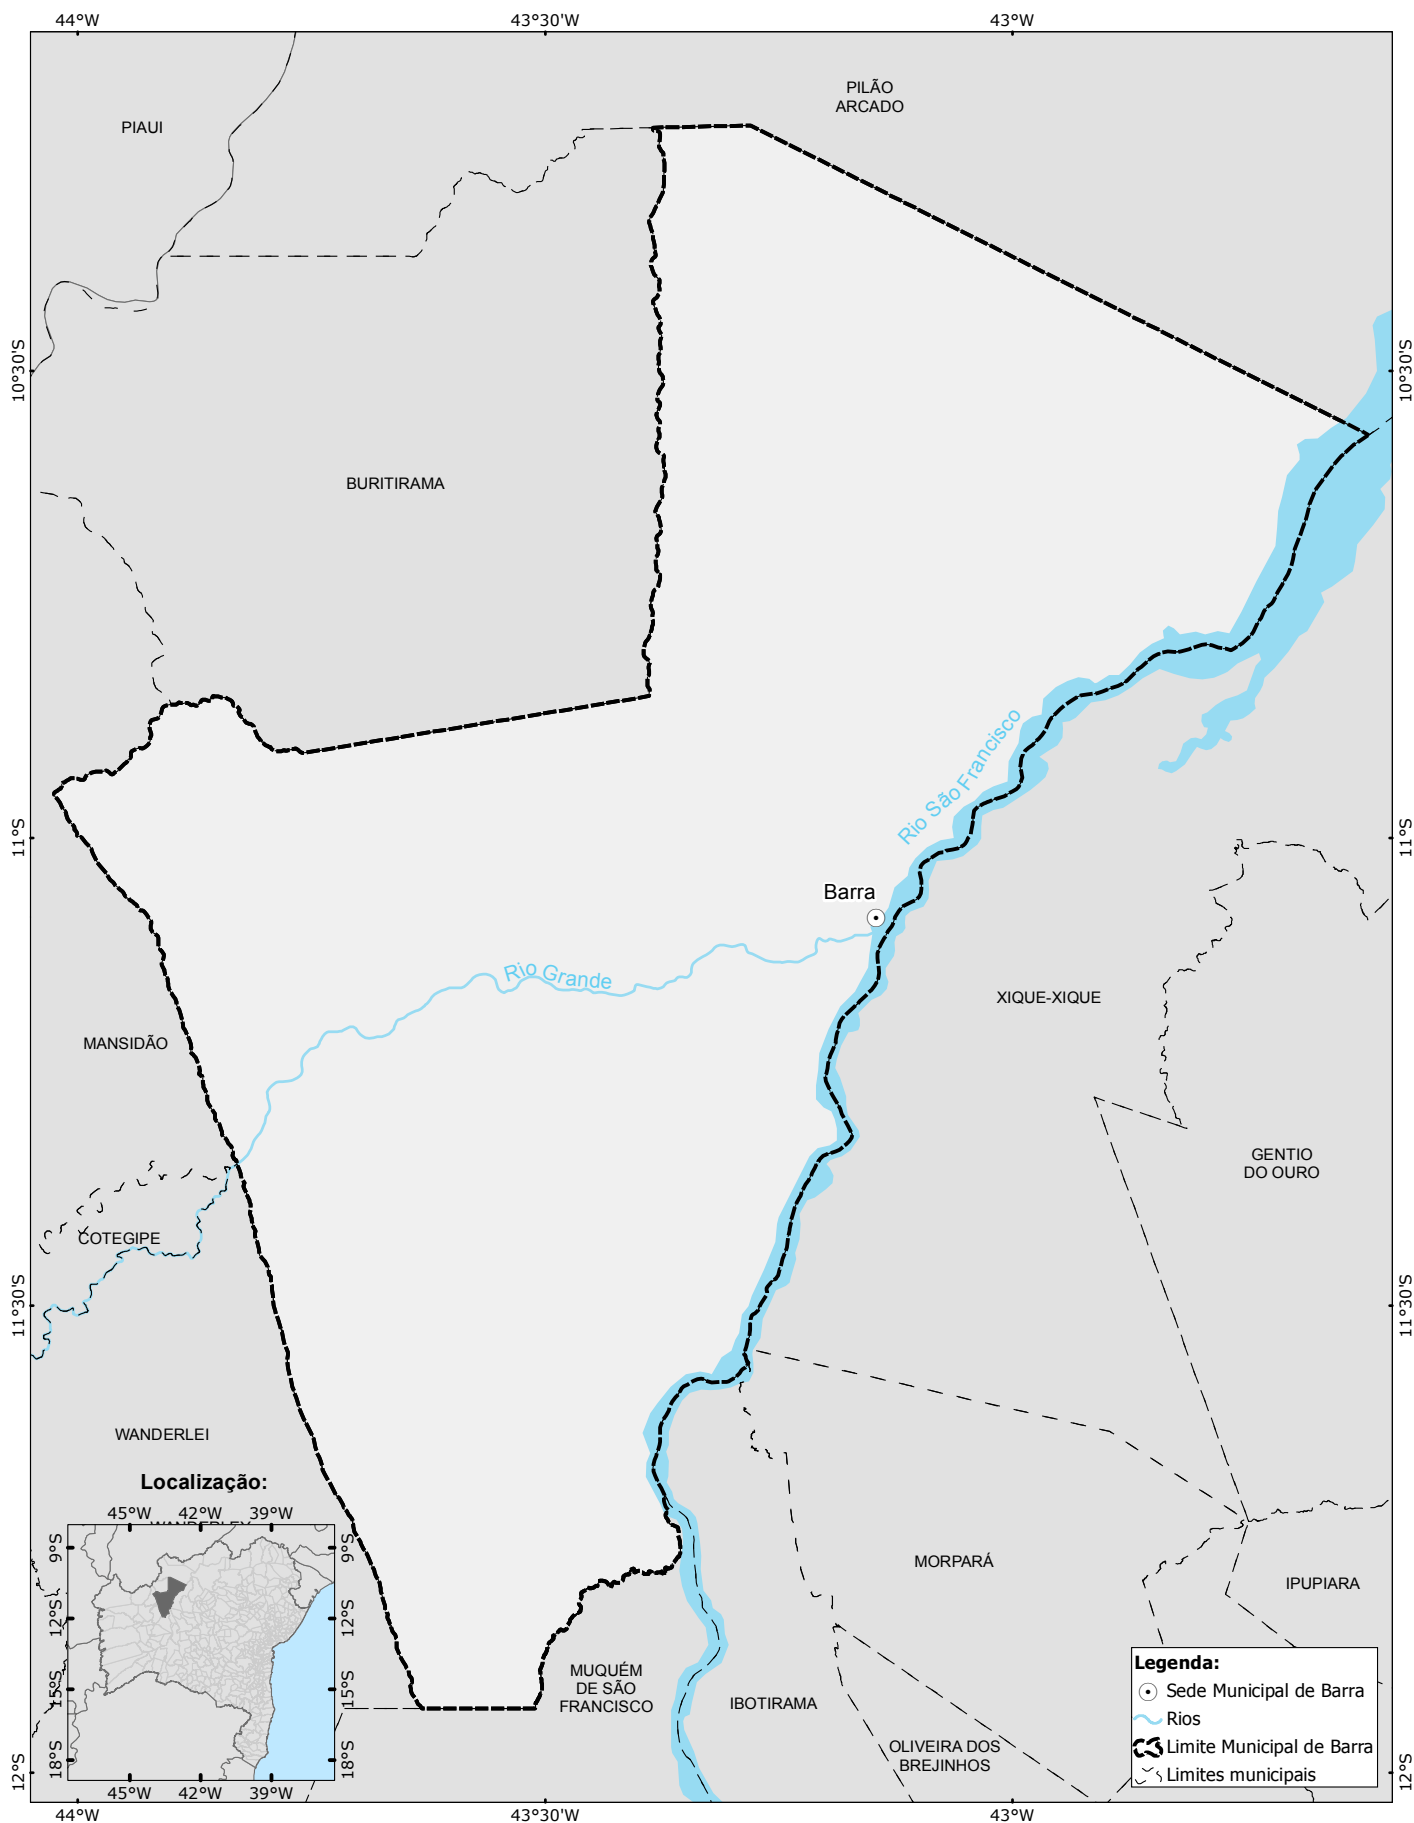 44°W
43°30'W
43°W
PILÃO
ARCADO
PIAUI
10°30'S
10°30'S
BURITIRAMA
Rio São Francisco
11°S
11°S
Barra
Rio Grande
XIQUE-XIQUE
MANSIDÃO
GENTIO
DO OURO
COTEGIPE
11°30'S
11°30'S
WANDERLEI
Localização:
45°W
42°W
39°W
WANDERLEY
9°S
9°S
12°S
12°S
15°S
15°S
18°S
18°S
45°W
42°W
39°W
MORPARÁ
IPUPIARA
MUQUÉM
DE SÃO
FRANCISCO
IBOTIRAMA
OLIVEIRA DOS
BREJINHOS
Legenda:
Sede Municipal de Barra
Rios
Limite Municipal de Barra
Limites municipais
12°S
12°S
44°W
43°30'W
43°W